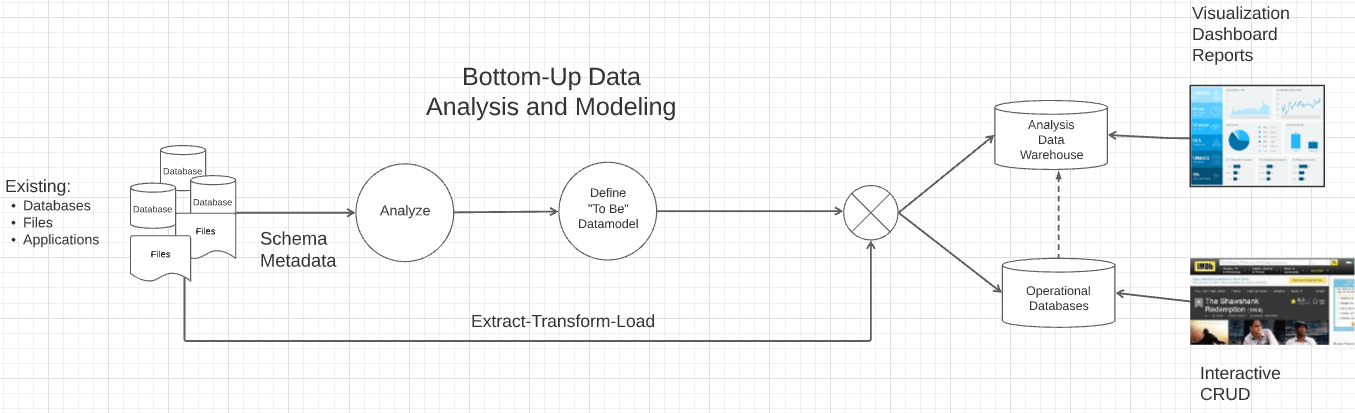 Visualization
Dashboard
Reports
Bottom-Up Data
Analysis and Modeling
Analysis
Data
Warehouse
Database
Database
Database
Existing:
• Databases
• Files
• Applications
Files
Files
Analyze
Define
"To Be"
Datamodel
Schema
Metadata
Extract-Transform-Load
Operational
Databases
IMDb
The Shawshank
Redemption (1994)
Interactive
CRUD